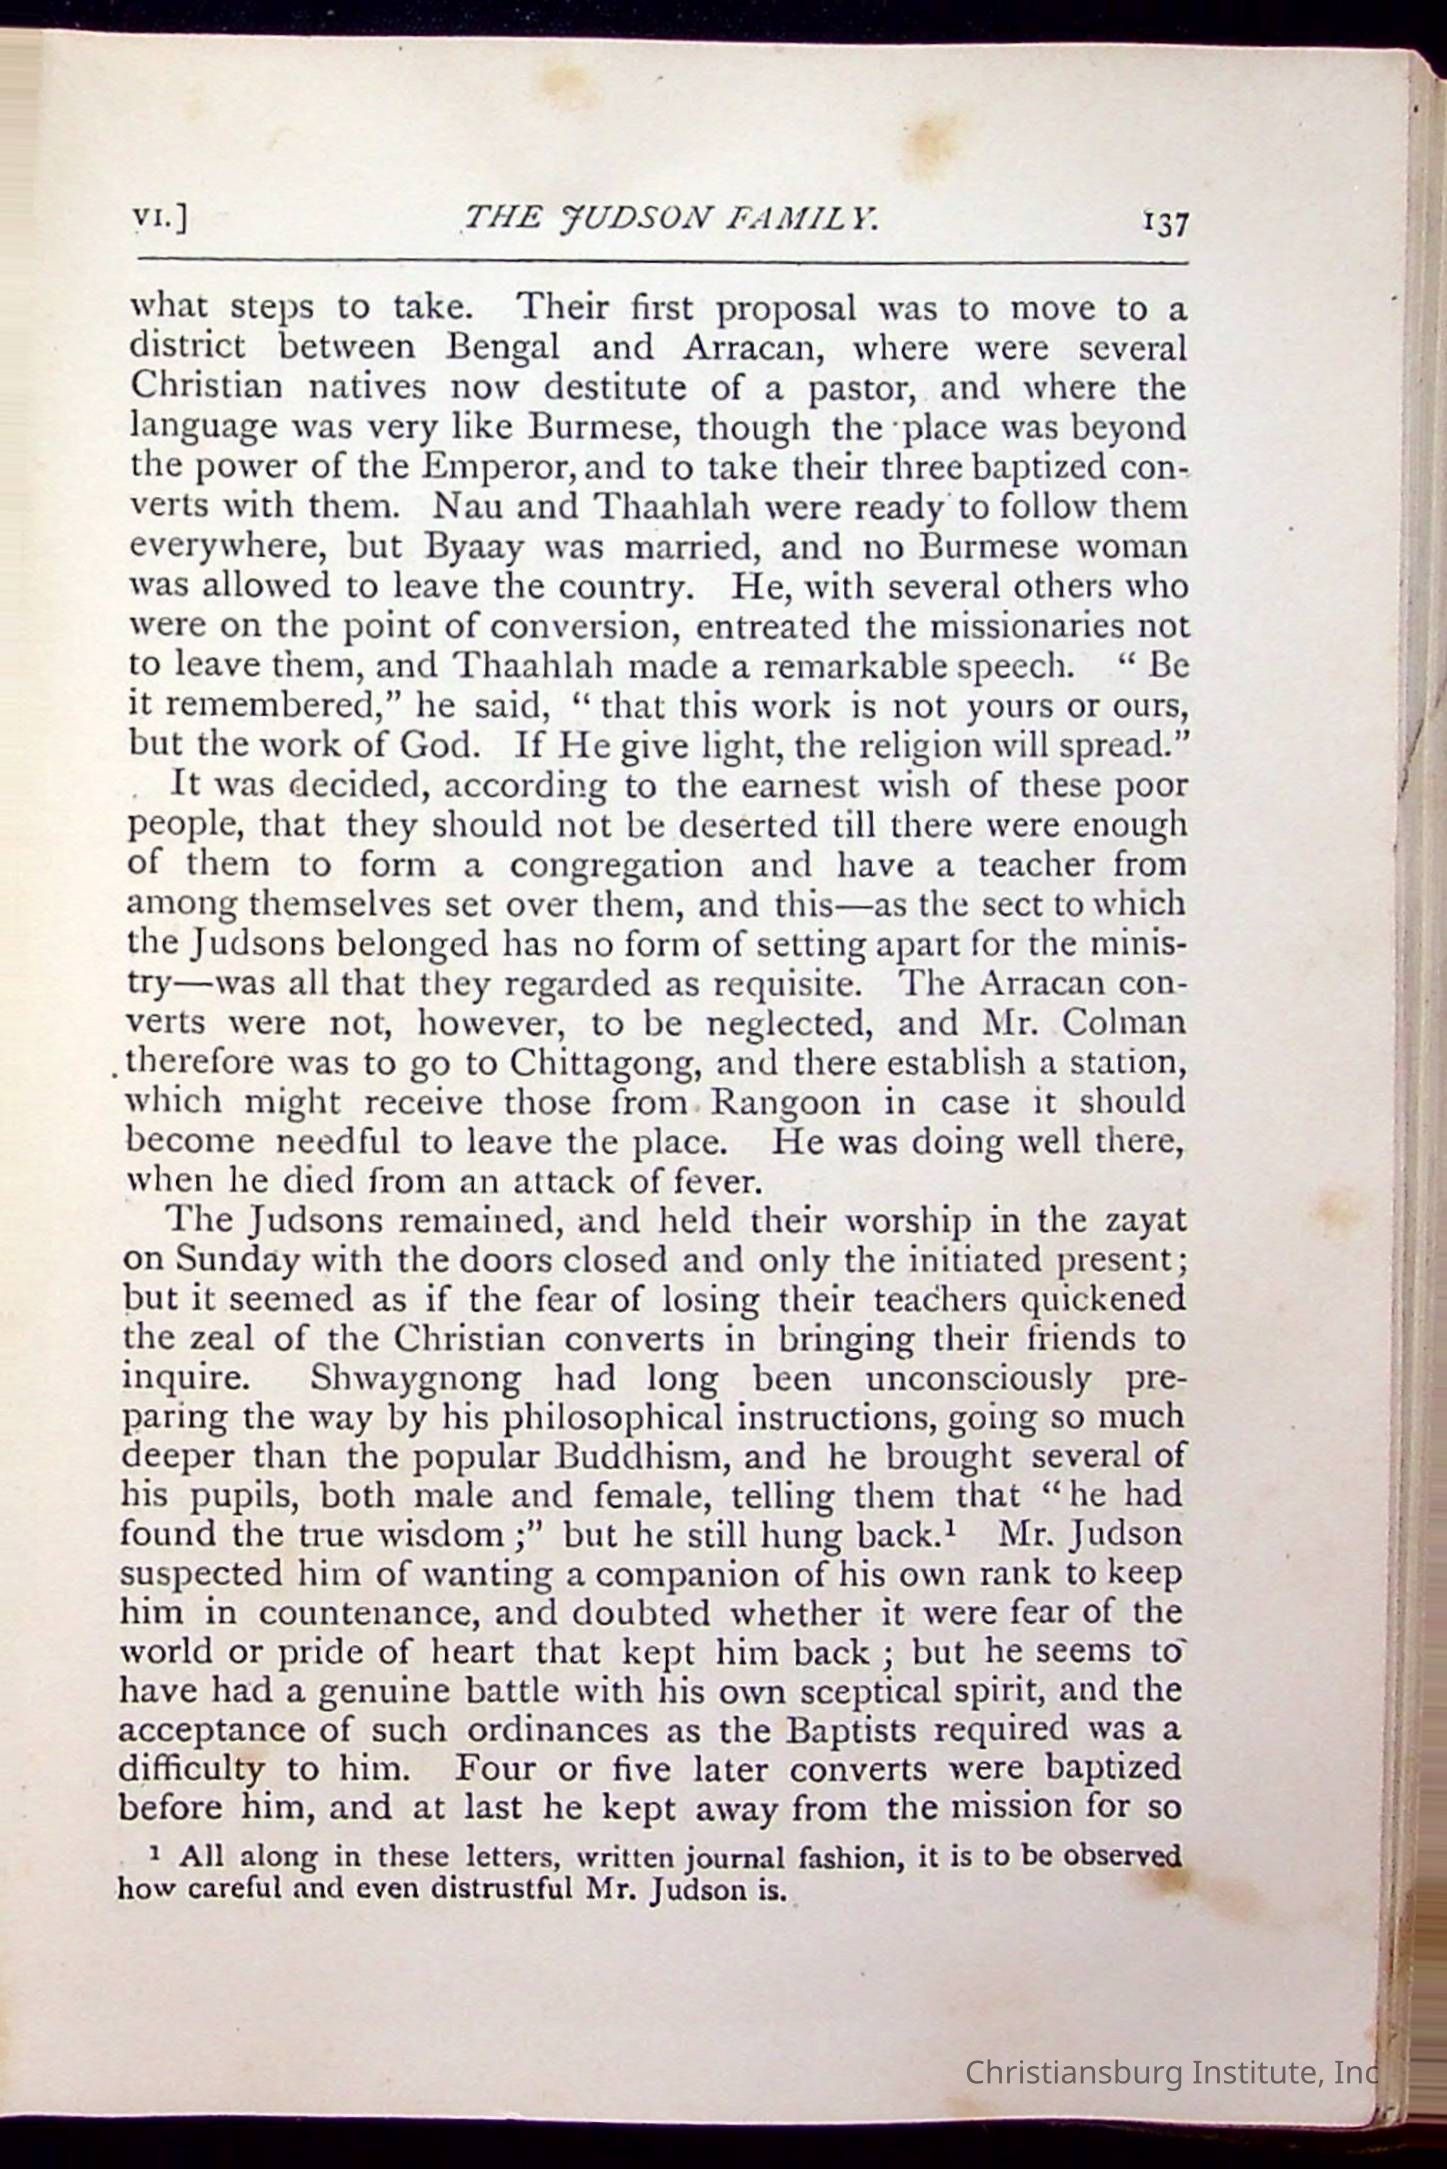 VI.] THE JUDSON FAMILY. 137
what steps to take. Their first proposal was to move to a
district between Bengal and Arracan, where were several
Christian natives now destitute of a pastor, and where the
language was very like Burmese, though the place was beyond
the power of the Emperor, and to take their three baptized con-
verts with them. Nau and Thaahlah were ready to follow them
everywhere, but Byaay was married, and no Burmese woman
was allowed to leave the country. He, with several others who
were on the point of conversion, entreated the missionaries not
to leave them, and Thaahlah made a remarkable speech. “Be
it remembered,” he said, “that this work is not yours or ours,
but the work of God. If He give light, the religion will spread.”
It was decided, according to the earnest wish of these poor
people, that they should not be deserted till there were enough
of them to form a congregation and have a teacher from
among themselves set over them, and this—as the sect to which
the Judsons belonged has no form of setting apart for the minis-
try—was all that they regarded as requisite. The Arracan con-
verts were not, however, to be neglected, and Mr. Colman
therefore was to go to Chittagong, and there establish a station,
which might receive those from Rangoon in case it should
become needful to leave the place. He was doing well there,
when he died from an attack of fever.
The Judsons remained, and held their worship in the zayat
on Sunday with the doors closed and only the initiated present;
but it seemed as if the fear of losing their teachers quickened
the zeal of the Christian converts in bringing their friends to
inquire. Shwaygnong had long been unconsciously pre-
paring the way by his philosophical instructions, going so much
deeper than the popular Buddhism, and he brought several of
his pupils, both male and female, telling them that “he had
found the true wisdom;” but he still hung back.¹ Mr. Judson
suspected him of wanting a companion of his own rank to keep
him in countenance, and doubted whether it were fear of the
world or pride of heart that kept him back; but he seems to
have had a genuine battle with his own sceptical spirit, and the
acceptance of such ordinances as the Baptists required was a
difficulty to him. Four or five later converts were baptized
before him, and at last he kept away from the mission for so
¹ All along in these letters, written journal fashion, it is to be observed
how careful and even distrustful Mr. Judson is.
Christiansburg Institute, Inc